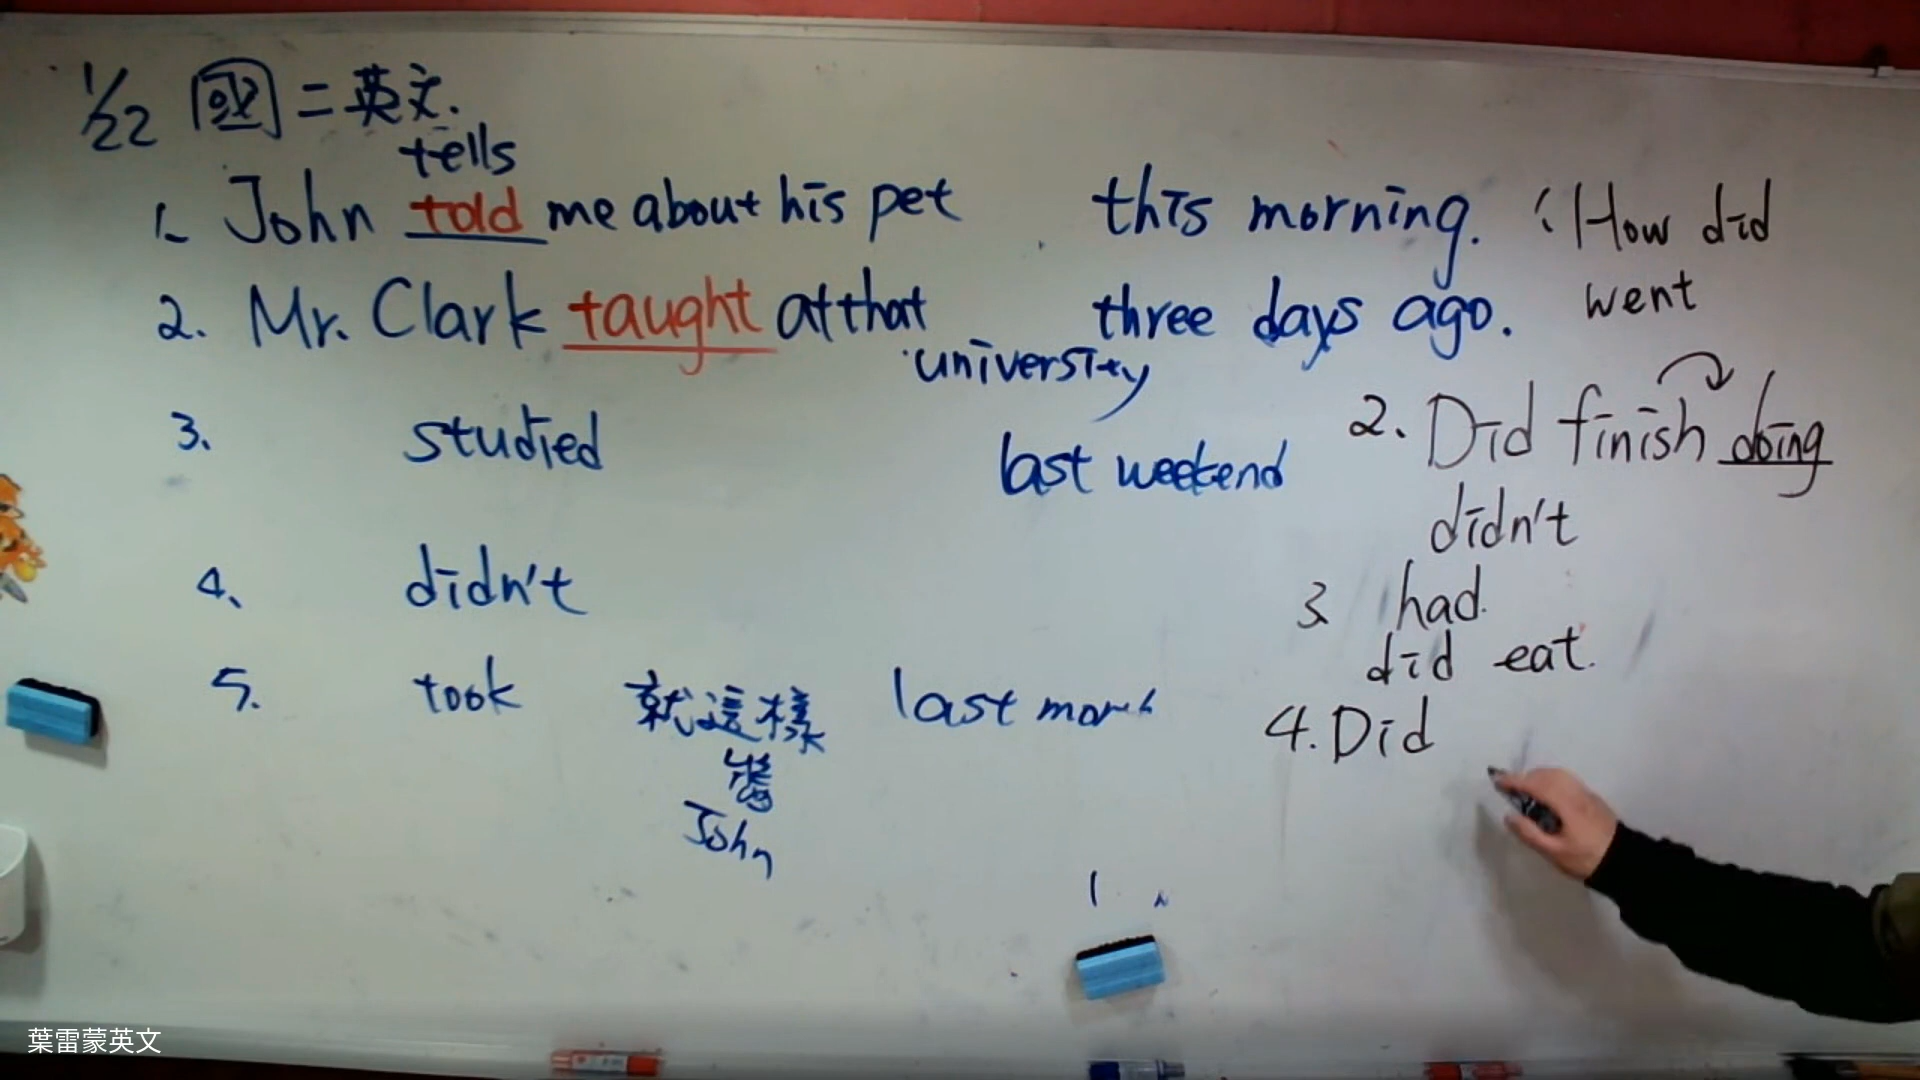 1/22 國二英文.
tells
1. John told me about his pet this morning.
2. Mr. Clark taught at that university three days ago.
3. studied last weekend
4. didn't
5. took 就這樣 last
John
1. How did
went
2. Did finish doing
didn't
3. had.
did eat.
4. Did
葉雷蒙英文